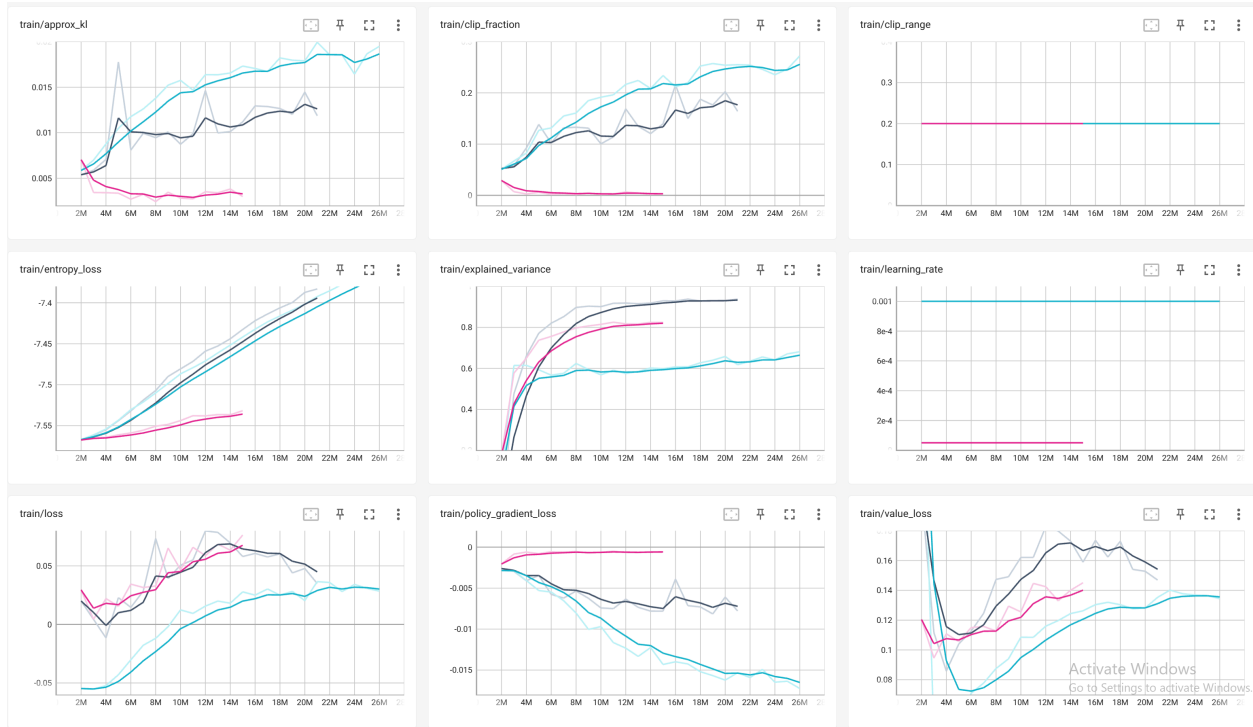 train/approx_kl
train/clip_fraction
train/clip_range
0.015
0.01
0.005
2M 4M 6M 8M 10M 12M 14M 16M 18M 20M 22M 24M 26M
0.2
0.1
0
2M 4M 6M 8M 10M 12M 14M 16M 18M 20M 22M 24M 26M
0.3
0.2
0.1
2M 4M 6M 8M 10M 12M 14M 16M 18M 20M 22M 24M 26M
train/entropy_loss
train/explained_variance
train/learning_rate
-7.4
-7.45
-7.5
-7.55
2M 4M 6M 8M 10M 12M 14M 16M 18M 20M 22M 24M 26M
0.8
0.6
0.4
2M 4M 6M 8M 10M 12M 14M 16M 18M 20M 22M 24M 26M
0.001
8e-4
6e-4
4e-4
2e-4
2M 4M 6M 8M 10M 12M 14M 16M 18M 20M 22M 24M 26M
train/loss
train/policy_gradient_loss
train/value_loss
0.05
0
-0.05
2M 4M 6M 8M 10M 12M 14M 16M 18M 20M 22M 24M 26M
0
-0.005
-0.01
-0.015
2M 4M 6M 8M 10M 12M 14M 16M 18M 20M 22M 24M 26M
0.16
0.14
0.12
0.1
0.08
2M 4M 6M 8M 10M 12M 14M 16M 18M 20M 22M 24M 26M
Activate Windows
Go to Settings to activate Windows.